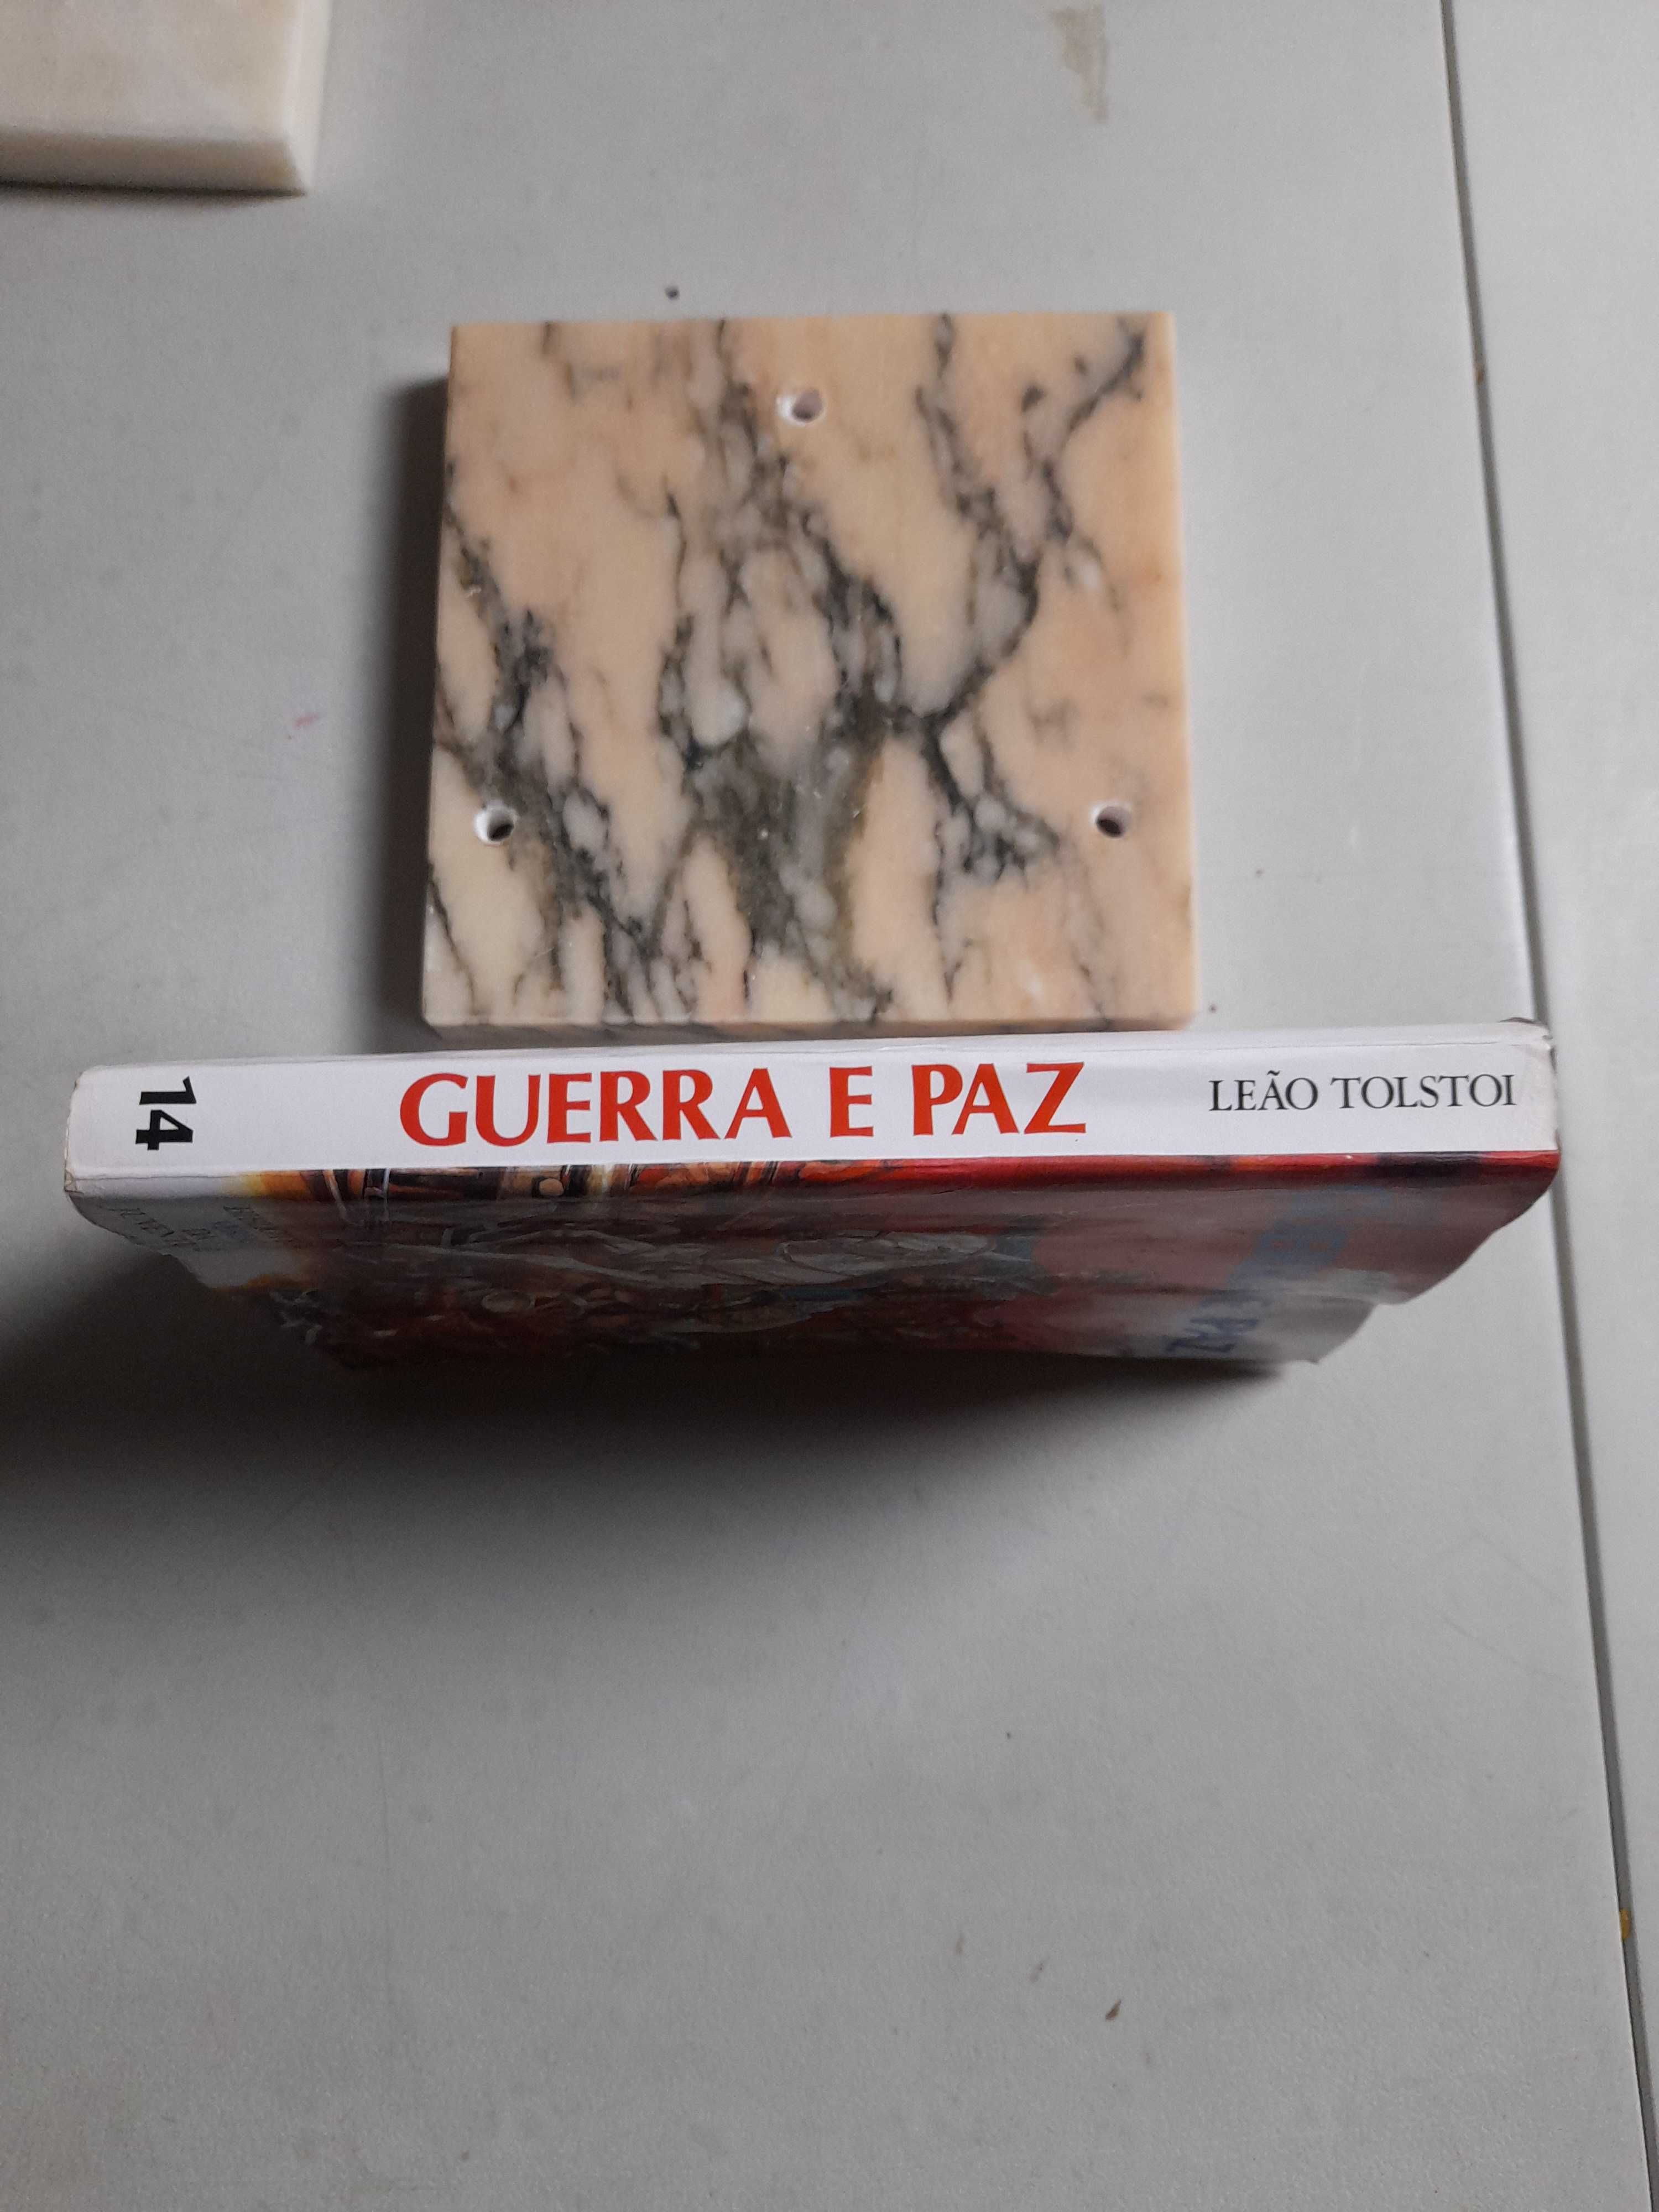 14 GUERRA E PAZ LEÃO TOLSTOI